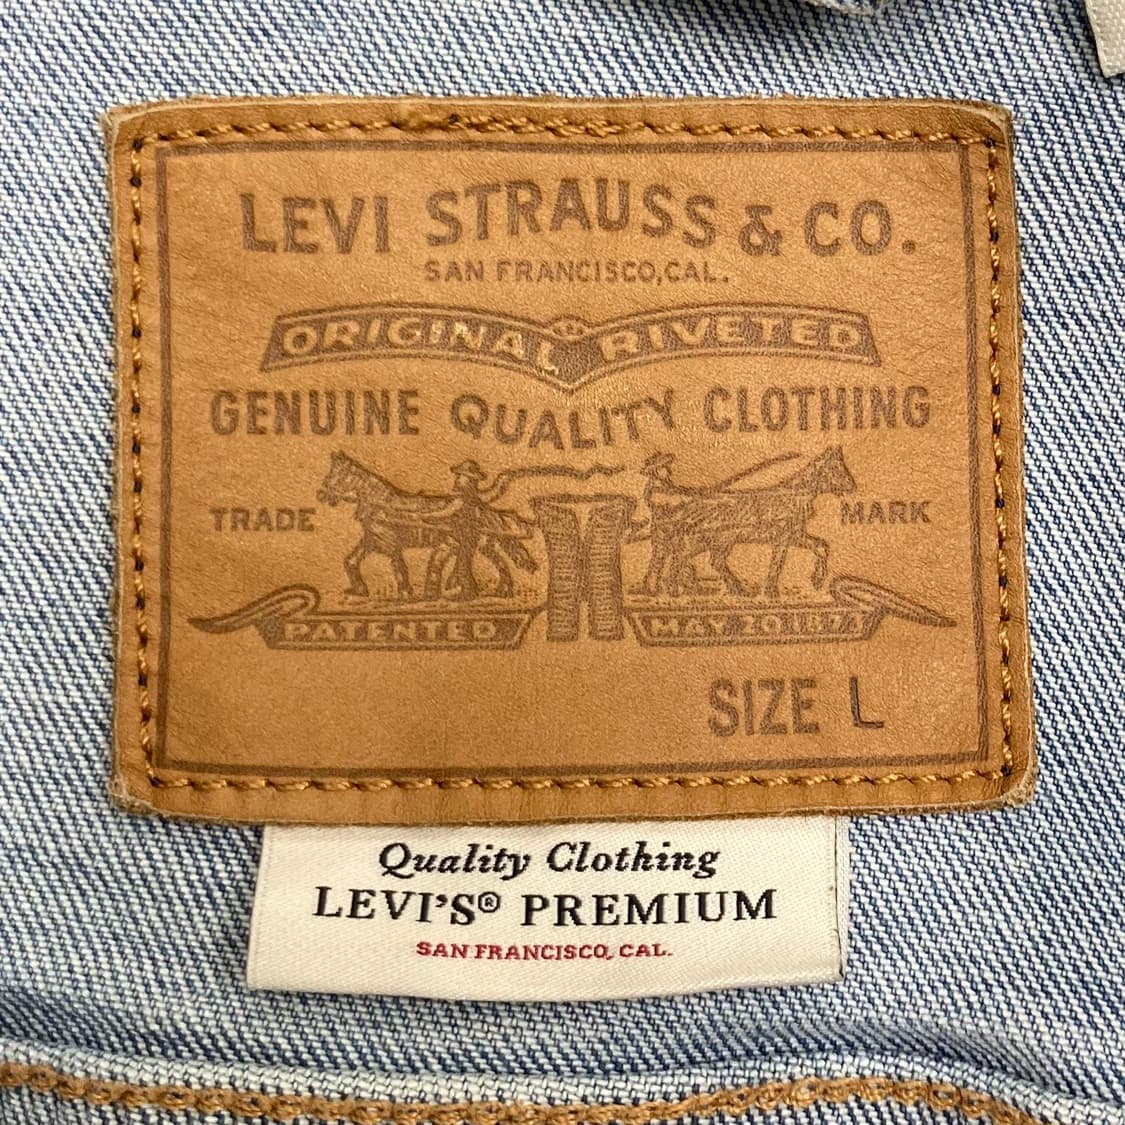 LEVI STRAUSS & CO.
SAN FRANCISCO, CAL.
ORIGINAL RIVETED
GENUINE QUALITY CLOTHING
TRADE MARK
PATENTED MAY 20 1873
SIZE L
Quality Clothing
LEVI'S® PREMIUM
SAN FRANCISCO, CAL.